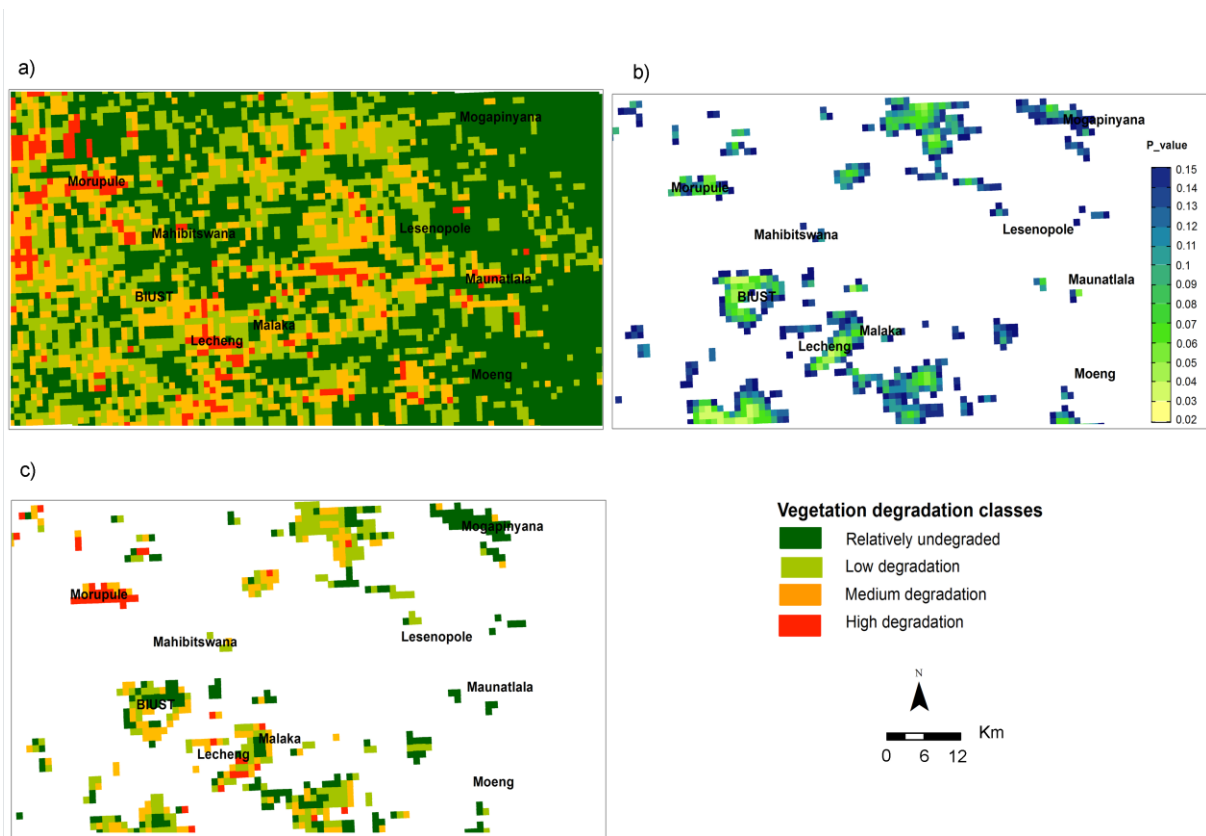 a)
Mogapinyana
Morupule
Mahibitswana
Lesenopole
Maunatlala
BIUST
Malaka
Lecheng
Moeng
b)
Mogapinyana
P_value
Morupule
Mahibitswana
Lesenopole
Maunatlala
BIUST
Malaka
Lecheng
Moeng
0.15
0.14
0.13
0.12
0.11
0.1
0.09
0.08
0.07
0.06
0.05
0.04
0.03
0.02
c)
Mogapinyana
Morupule
Mahibitswana
Lesenopole
Maunatlala
BIUST
Malaka
Lecheng
Moeng
Vegetation degradation classes
Relatively undegraded
Low degradation
Medium degradation
High degradation
N
Km
0 6 12